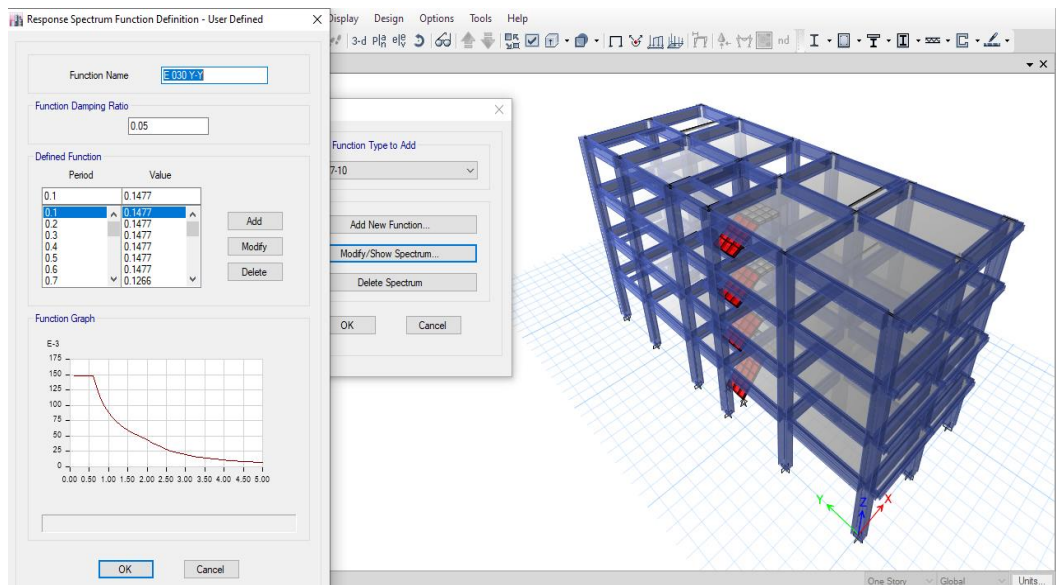 Response Spectrum Function Definition - User Defined
Display Design Options Tools Help
3-d
nd
Function Name
E 030 Y-Y
Function Damping Ratio
0.05
Defined Function
Period Value
0.1 0.1477
0.1 0.1477
0.2 0.1477
0.3 0.1477
0.4 0.1477
0.5 0.1477
0.6 0.1477
0.7 0.1266
Add
Modify
Delete
Function Graph
E-3
175
150
125
100
75
50
25
0
0.00 0.50 1.00 1.50 2.00 2.50 3.00 3.50 4.00 4.50 5.00
OK Cancel
Function Type to Add
7-10
Add New Function...
Modify/Show Spectrum...
Delete Spectrum
OK Cancel
Y Z X
One Story Global Units...